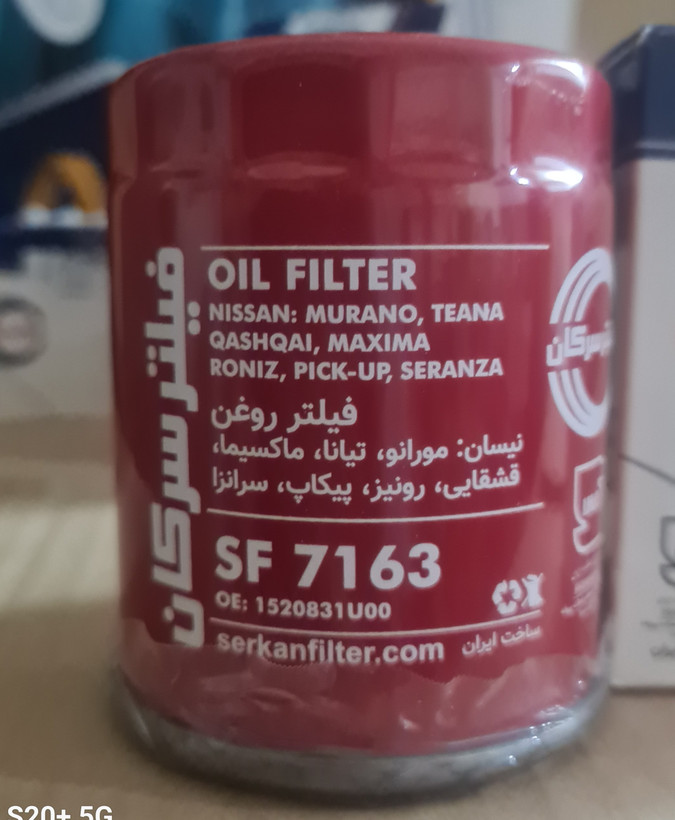 OIL FILTER
NISSAN: MURANO, TEANA
QASHQAI, MAXIMA
RONIZ, PICK-UP, SERANZA
فیلتر روغن
نیسان: مورانو، تیانا، ماکسیما،
قشقایی، رونیز، پیکاپ، سرانزا
SF 7163
OE: 1520831U00
serkanfilter.com
ساخت ایران
فیلتر سرکان
S20+ 5G